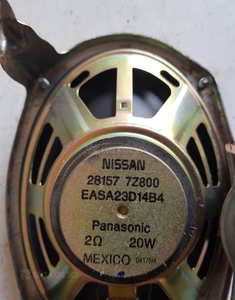 NISSAN
28157 7Z800
EASA23D14B4
Panasonic
2Ω 20W
MEXICO